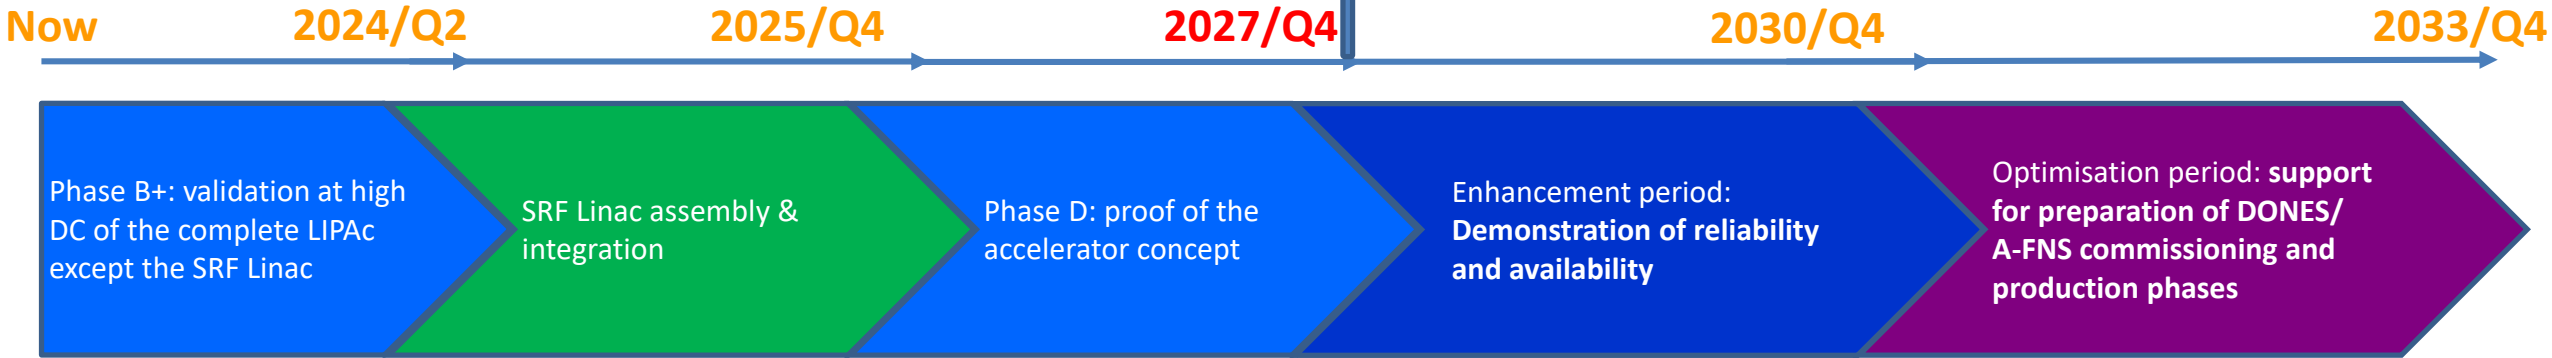 Now
2024/Q2
2025/Q4
2027/Q4
2030/Q4
2033/Q4
Phase B+: validation at high
DC of the complete LIPAc
except the SRF Linac
SRF Linac assembly &
integration
Phase D: proof of the
accelerator concept
Enhancement period:
Demonstration of reliability
and availability
Optimisation period: support
for preparation of DONES/
A-FNS commissioning and
production phases